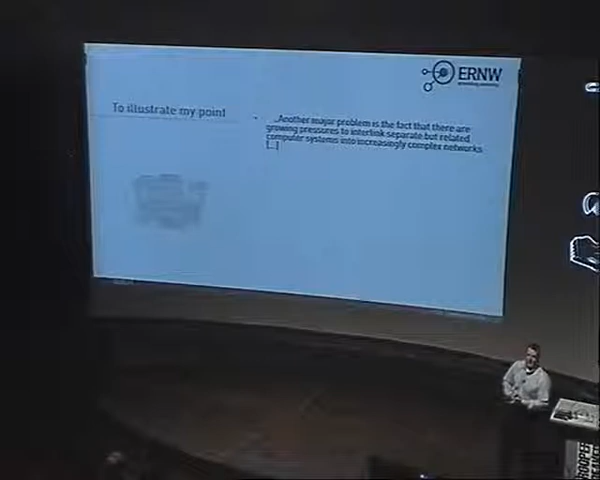 ERNW
To illustrate my point
„Another major problem is the fact that there are
growing pressures to interlink separate but related
computer systems into increasingly complex networks
[...]